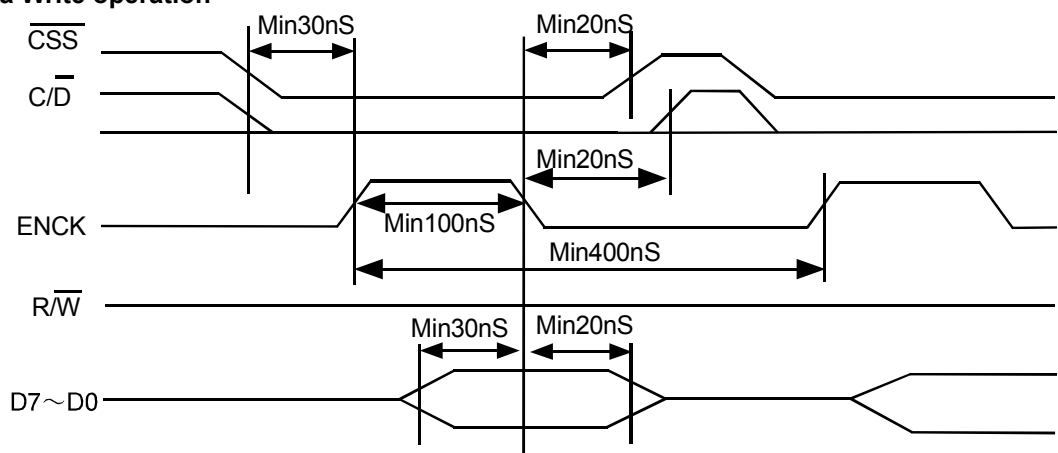 Write operation
Min30nS Min20nS
CSS
C/D
Min20nS
ENCK Min100nS
Min400nS
R/W
Min30nS Min20nS
D7～D0